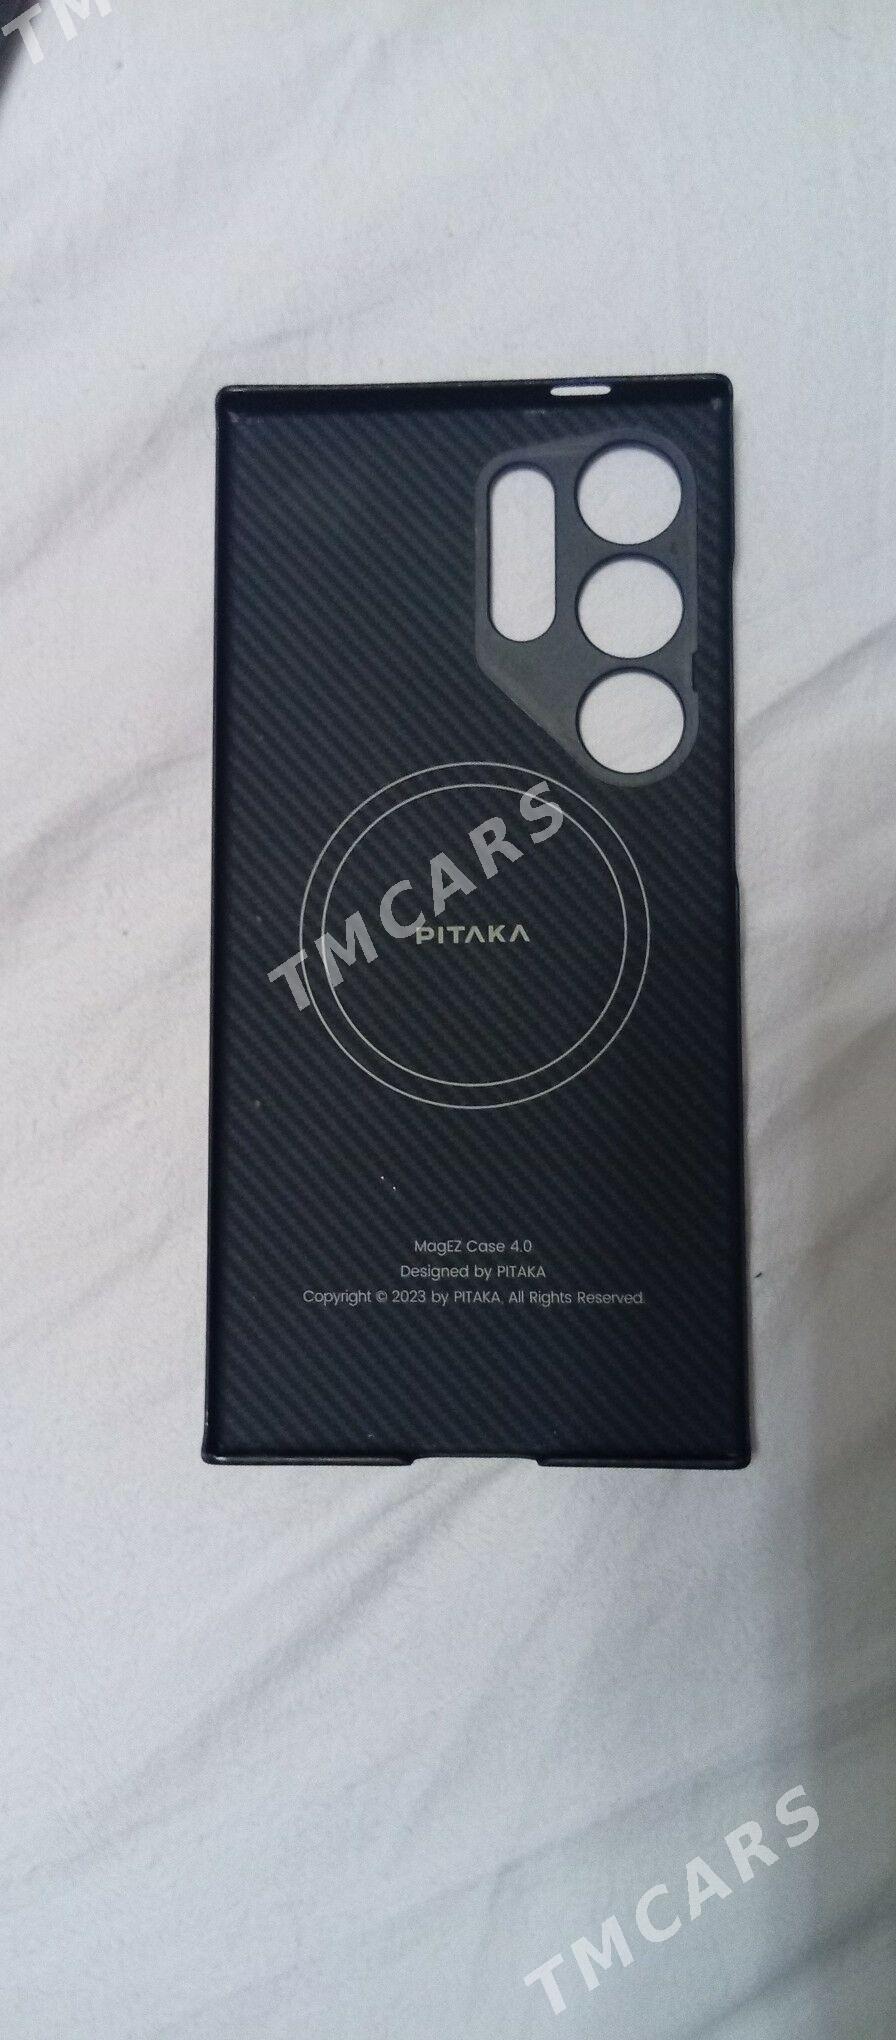 TM
TMCARS
PITAKA
MagEZ Case 4.0
Designed by PITAKA
Copyright © 2023 by PITAKA, All Rights Reserved.
TMCARS